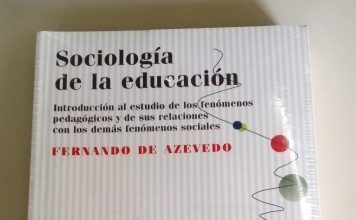 Sociología
de la educación
Introducción al estudio de los fenómenos
pedagógicos y de sus relaciones
con los demás fenómenos sociales
FERNANDO DE AZEVEDO